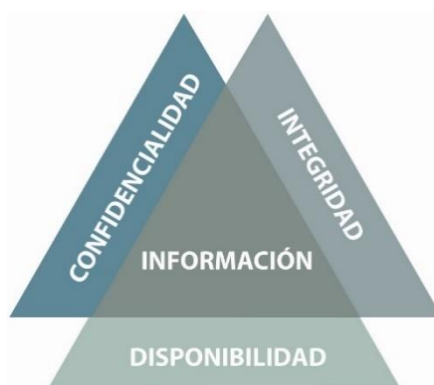 CONFIDENCIALIDAD
INTEGRIDAD
INFORMACIÓN
DISPONIBILIDAD